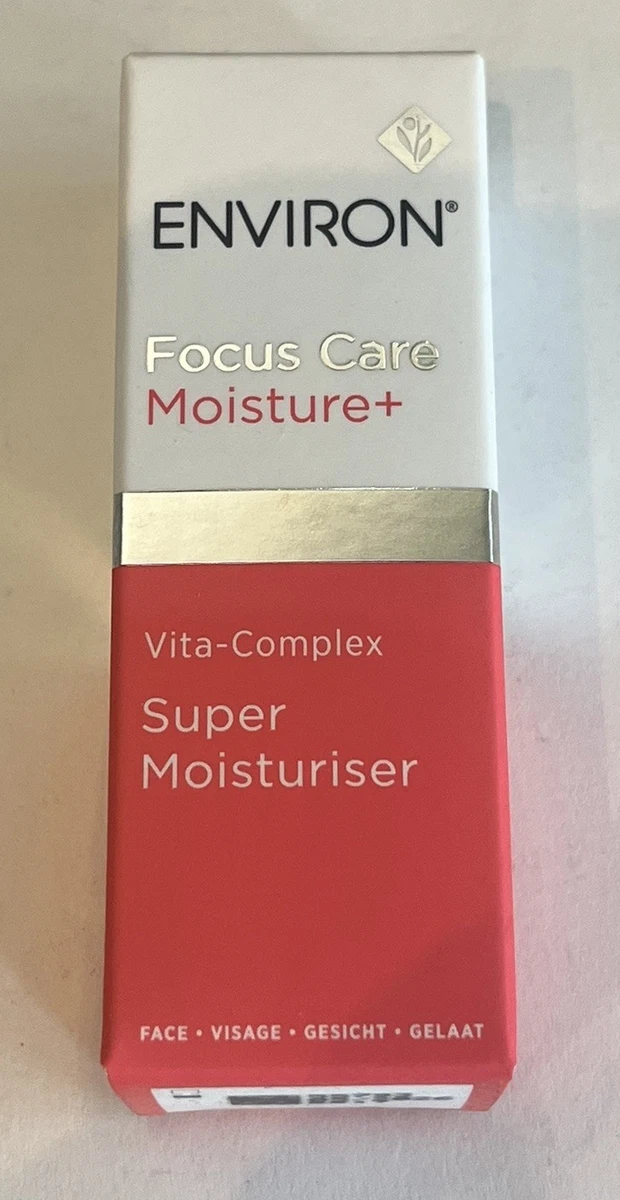 ENVIRON®
Focus Care
Moisture+
Vita-Complex
Super
Moisturiser
FACE • VISAGE • GESICHT • GELAAT